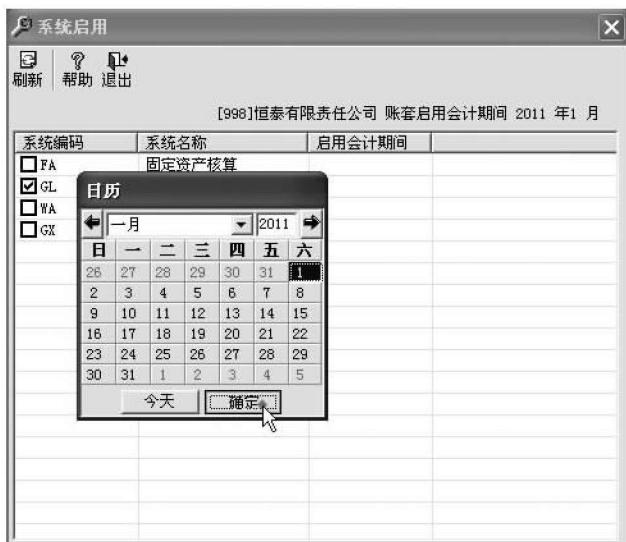 系统启用
刷新 帮助 退出
[998]恒泰有限责任公司 账套启用会计期间 2011 年1 月
系统编码 系统名称 启用会计期间
FA 固定资产核算
GL
WA
GX
日历
一月 2011
日 一 二 三 四 五 六
26 27 28 29 30 31 1
2 3 4 5 6 7 8
9 10 11 12 13 14 15
16 17 18 19 20 21 22
23 24 25 26 27 28 29
30 31 1 2 3 4 5
今天 确定